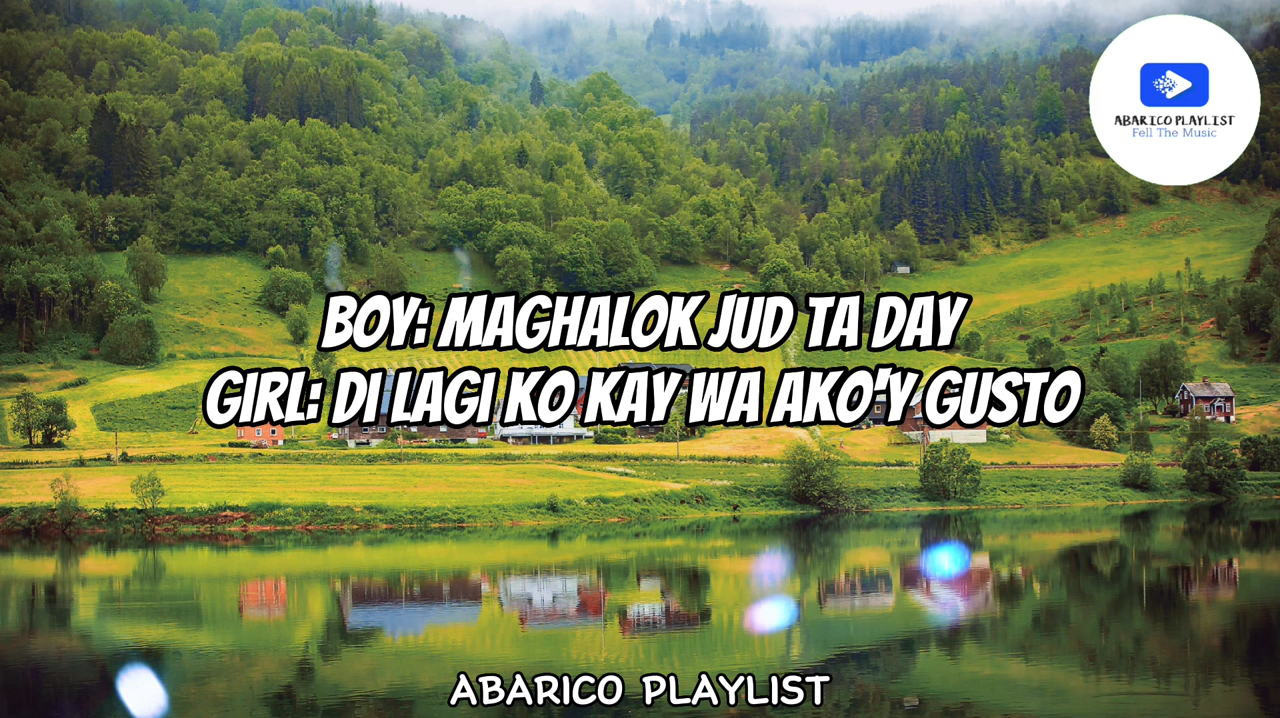 ABARICO PLAYLIST
Fell The Music
BOY: MAGHALOK JUD TA DAY
GIRL: DI LAGI KO KAY WA AKO'Y GUSTO
ABARICO PLAYLIST